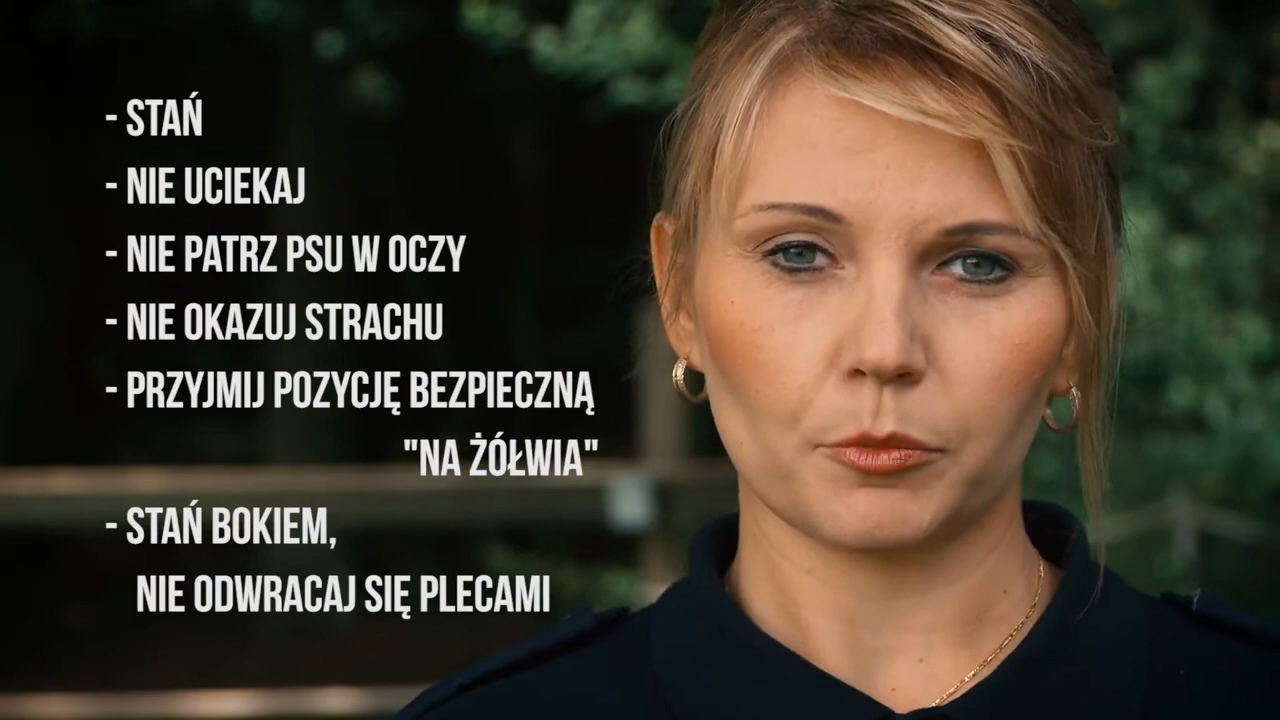 - STAŃ
- NIE UCIEKAJ
- NIE PATRZ PSU W OCZY
- NIE OKAZUJ STRACHU
- PRZYJMIJ POZYCJĘ BEZPIECZNĄ
"NA ŻÓŁWIA"
- STAŃ BOKIEM,
NIE ODWRACAJ SIĘ PLECAMI